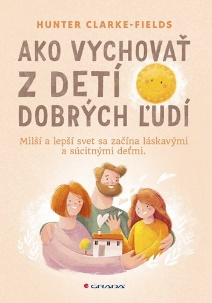 HUNTER CLARKE-FIELDS
AKO VYCHOVAŤ
Z DETÍ
DOBRÝCH ĽUDÍ
Milší a lepší svet sa začína láskavými
a súcitnými deťmi.
GRADA